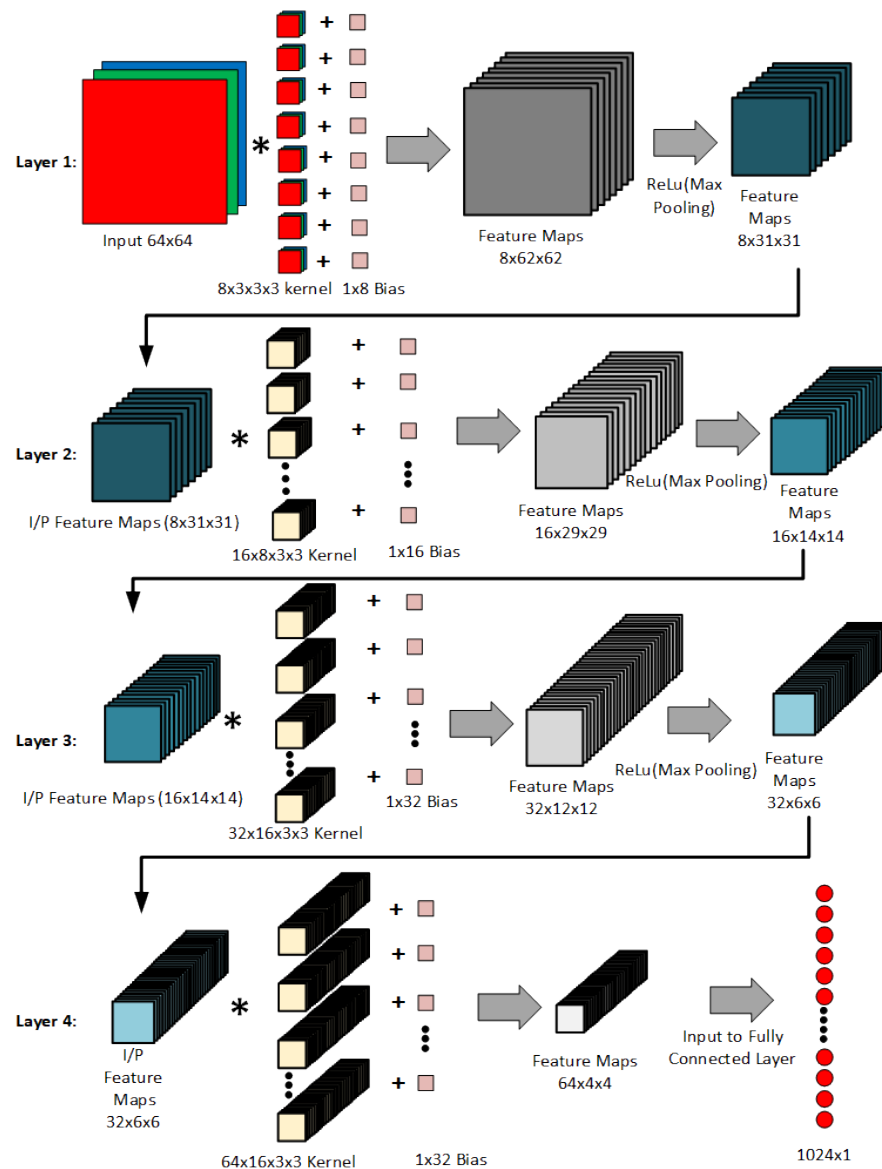 Layer 1:
*
+
+
+
+
+
+
+
+
Input 64x64
8x3x3x3 kernel
1x8 Bias
Feature Maps
8x62x62
ReLu(Max
Pooling)
Feature
Maps
8x31x31
Layer 2:
*
+
+
+
+
I/P Feature Maps (8x31x31)
16x8x3x3 Kernel
1x16 Bias
Feature Maps
16x29x29
ReLu(Max Pooling)
Feature
Maps
16x14x14
Layer 3:
*
+
+
+
+
I/P Feature Maps (16x14x14)
32x16x3x3 Kernel
1x32 Bias
Feature Maps
32x12x12
ReLu(Max Pooling)
Feature
Maps
32x6x6
Layer 4:
*
+
+
+
+
I/P
Feature
Maps
32x6x6
64x16x3x3 Kernel
1x32 Bias
Feature Maps
64x4x4
Input to Fully
Connected Layer
1024x1